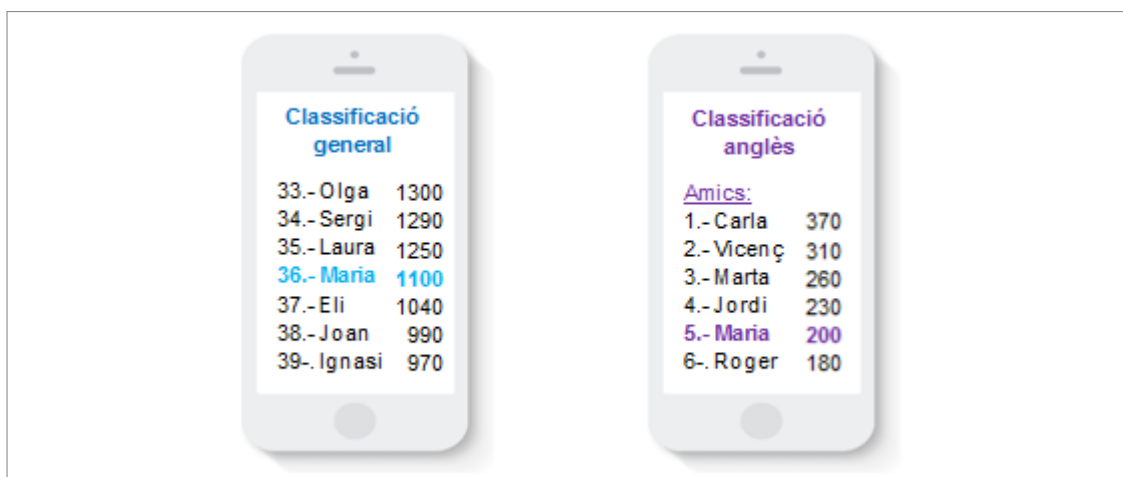 Classificació
general
33.- Olga 1300
34.- Sergi 1290
35.- Laura 1250
36.- Maria 1100
37.- Eli 1040
38.- Joan 990
39-. Ignasi 970
Classificació
anglès
Amics:
1.- Carla 370
2.- Vicenç 310
3.- Marta 260
4.- Jordi 230
5.- Maria 200
6-. Roger 180